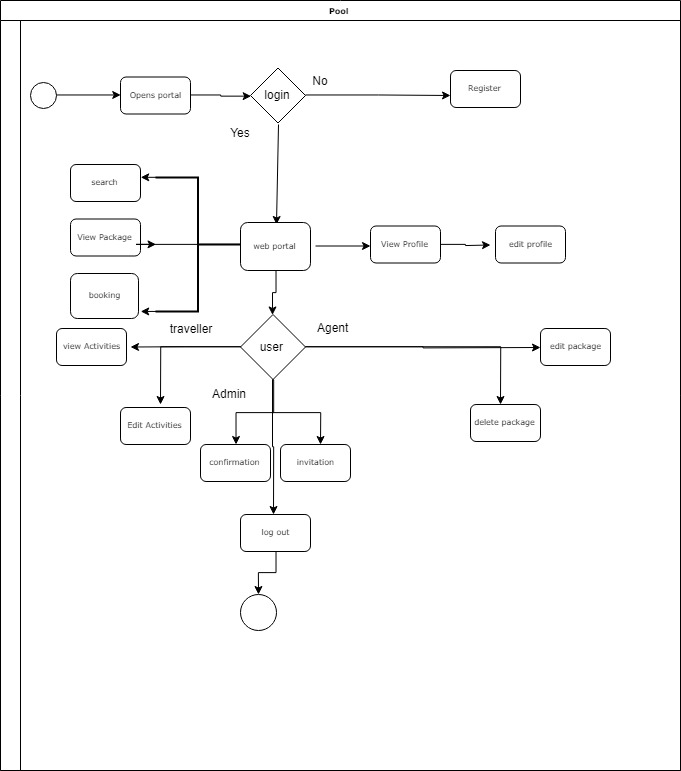 Pool
Opens portal
login
No
Register
Yes
search
View Package
booking
web portal
View Profile
edit profile
traveller
Agent
view Activities
user
edit package
Admin
Edit Activities
delete package
confirmation
invitation
log out